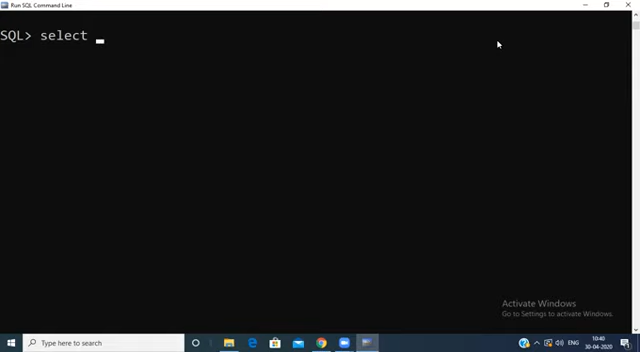 Run SQL Command Line
SQL> select
Activate Windows
Go to Settings to activate Windows.
Type here to search
ENG
10:40
30-04-2020